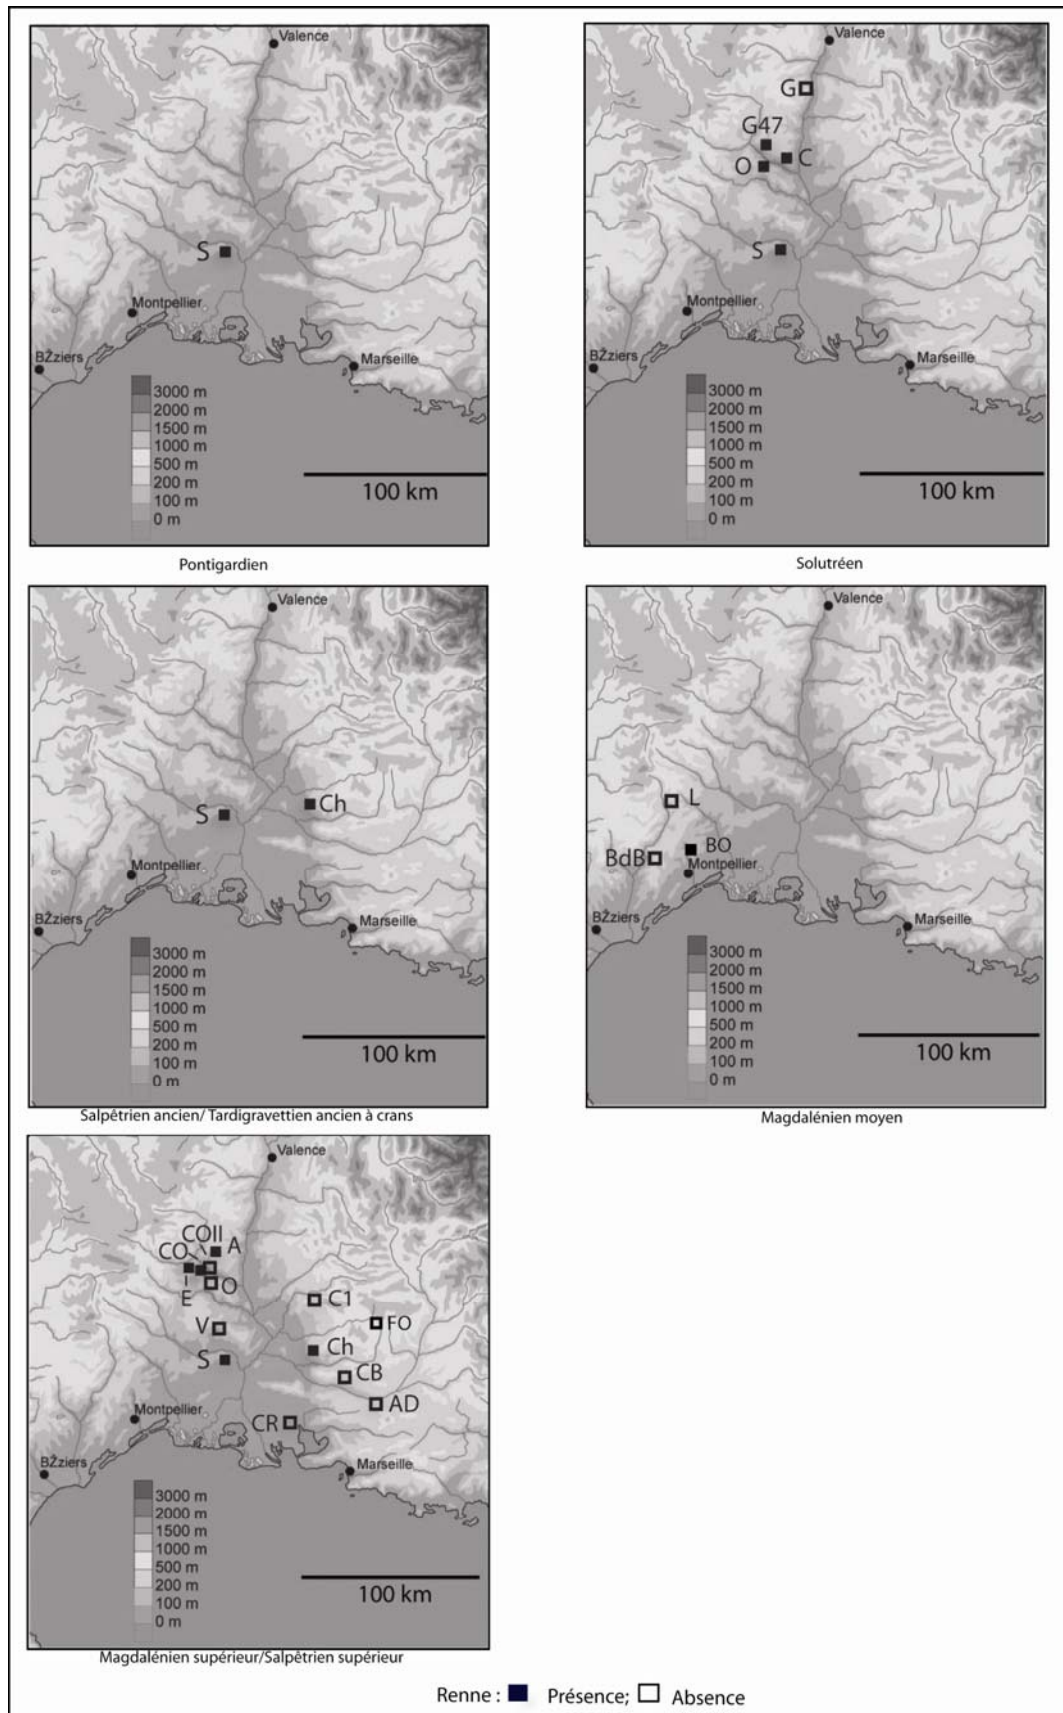 Valence
S
Montpellier
BŽziers
Marseille
3000 m
2000 m
1500 m
1000 m
500 m
200 m
100 m
0 m
100 km
Pontigardien
Valence
G
G47
C
O
S
Montpellier
BŽziers
Marseille
3000 m
2000 m
1500 m
1000 m
500 m
200 m
100 m
0 m
100 km
Solutréen
Valence
Ch
S
Montpellier
BŽziers
Marseille
3000 m
2000 m
1500 m
1000 m
500 m
200 m
100 m
0 m
100 km
Salpêtrien ancien/ Tardigravettien ancien à crans
Valence
L
BO
BdB
Montpellier
BŽziers
Marseille
3000 m
2000 m
1500 m
1000 m
500 m
200 m
100 m
0 m
100 km
Magdalénien moyen
Valence
COII
CO
A
E
O
C1
V
FO
Ch
S
CB
AD
CR
Montpellier
BŽziers
Marseille
3000 m
2000 m
1500 m
1000 m
500 m
200 m
100 m
0 m
100 km
Magdalénien supérieur/Salpêtrien supérieur
Renne : Présence; Absence